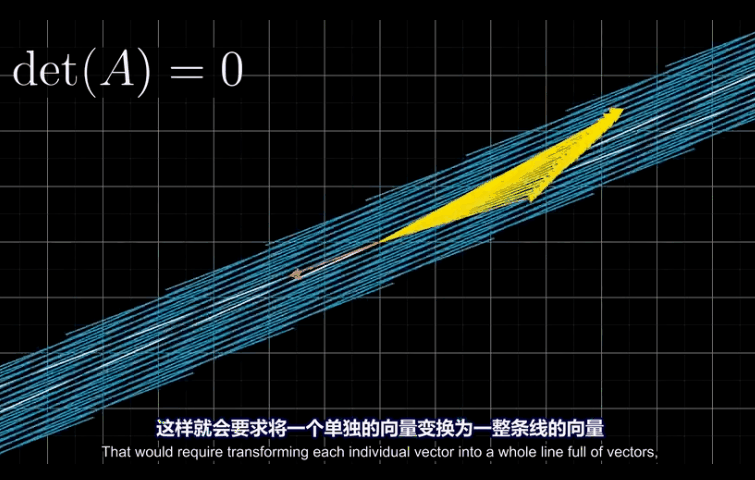 det(A) = 0
这样就会要求将一个单独的向量变换为一整条线的向量
That would require transforming each individual vector into a whole line full of vectors,